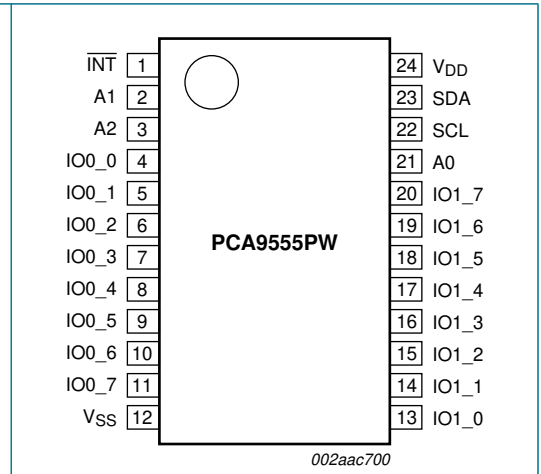 INT 1 24 VDD
A1 2 23 SDA
A2 3 22 SCL
IO0_0 4 21 A0
IO0_1 5 20 IO1_7
IO0_2 6 19 IO1_6
IO0_3 7 18 IO1_5
IO0_4 8 17 IO1_4
IO0_5 9 16 IO1_3
IO0_6 10 15 IO1_2
IO0_7 11 14 IO1_1
VSS 12 13 IO1_0
PCA9555PW
002aac700